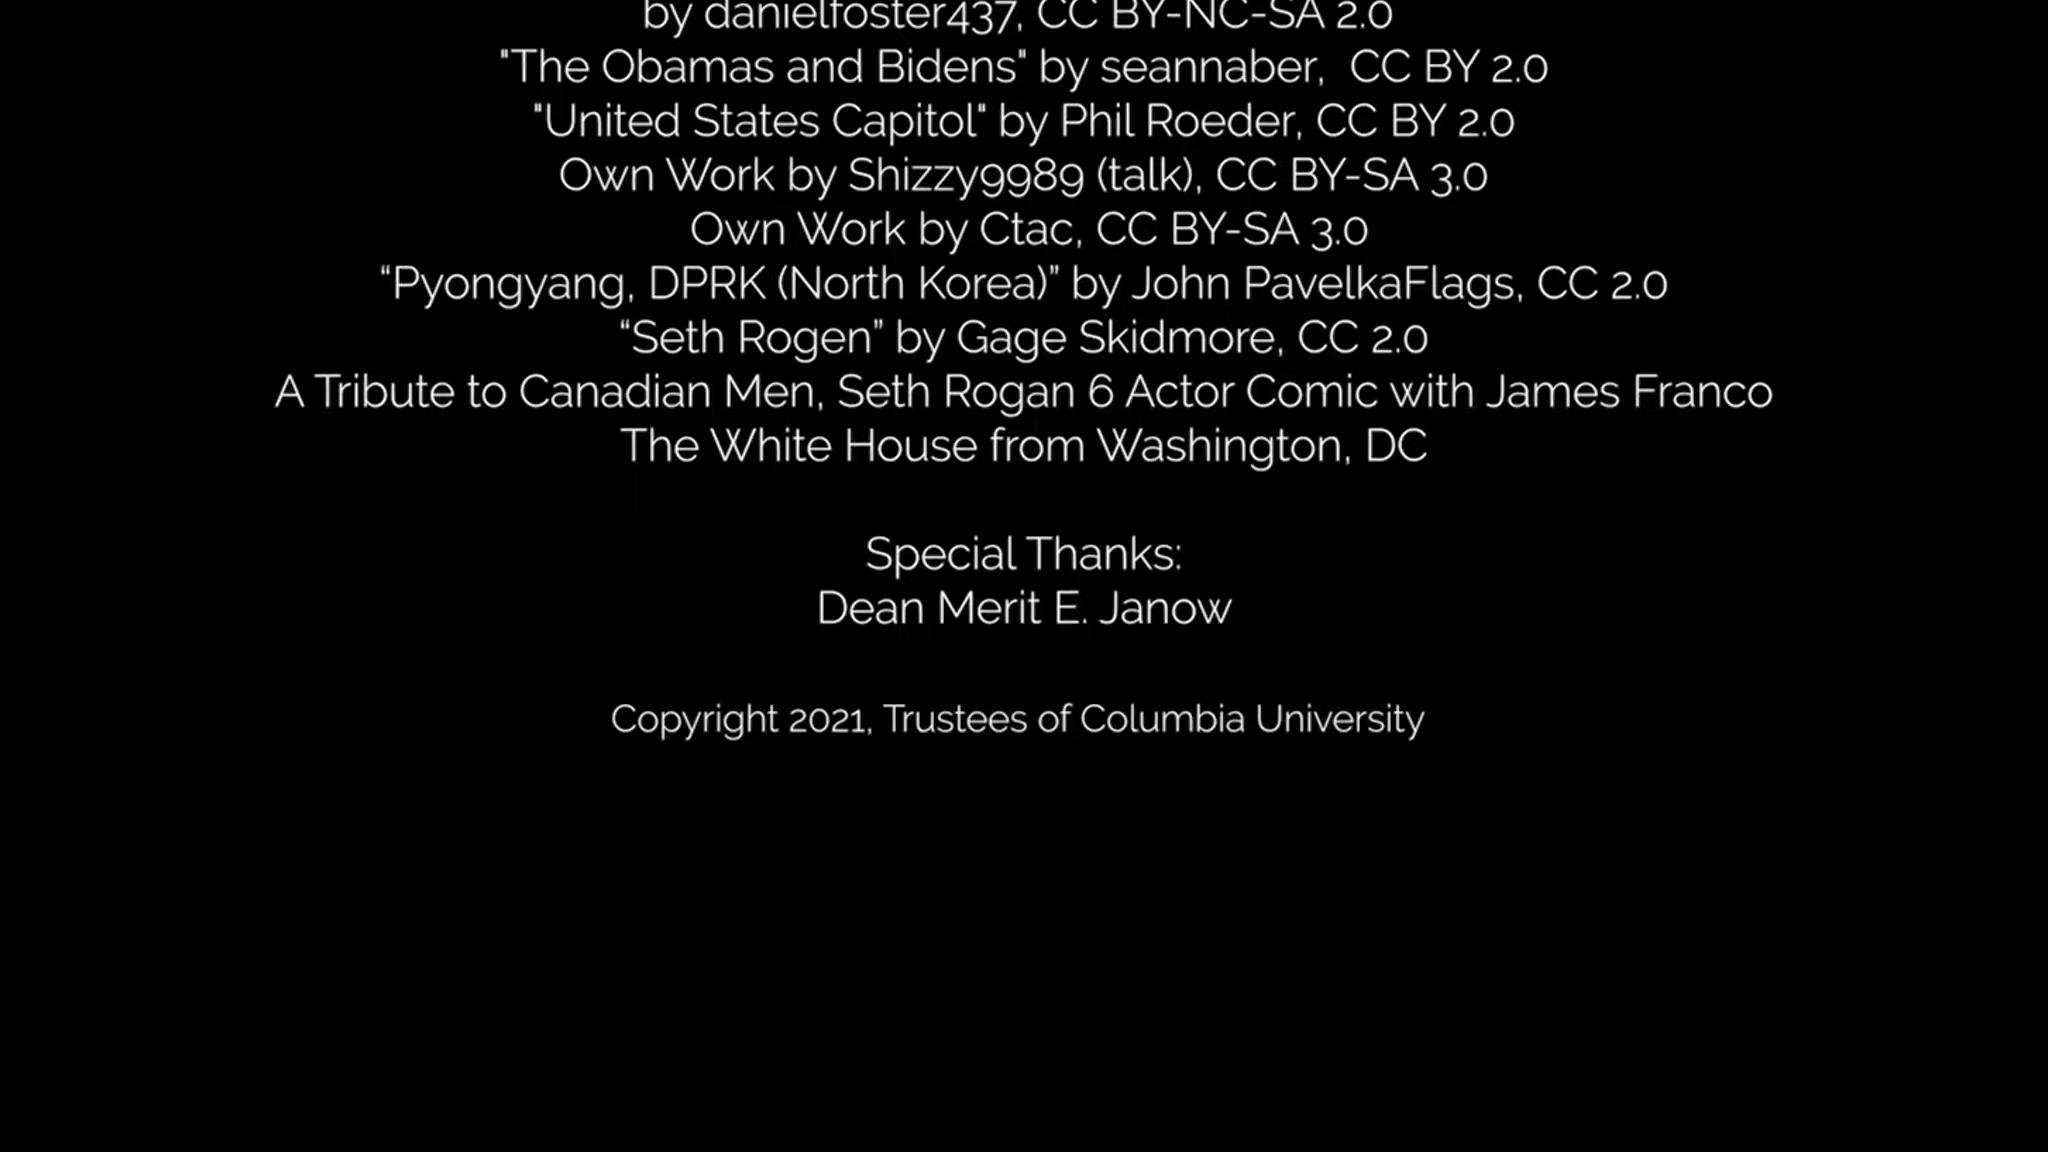 by danielfoster437, CC BY-NC-SA 2.0
"The Obamas and Bidens" by seannaber,  CC BY 2.0
"United States Capitol" by Phil Roeder, CC BY 2.0
Own Work by Shizzy9989 (talk), CC BY-SA 3.0
Own Work by Ctac, CC BY-SA 3.0
“Pyongyang, DPRK (North Korea)” by John PavelkaFlags, CC 2.0
“Seth Rogen” by Gage Skidmore, CC 2.0
A Tribute to Canadian Men, Seth Rogan 6 Actor Comic with James Franco
The White House from Washington, DC
Special Thanks:
Dean Merit E. Janow
Copyright 2021, Trustees of Columbia University